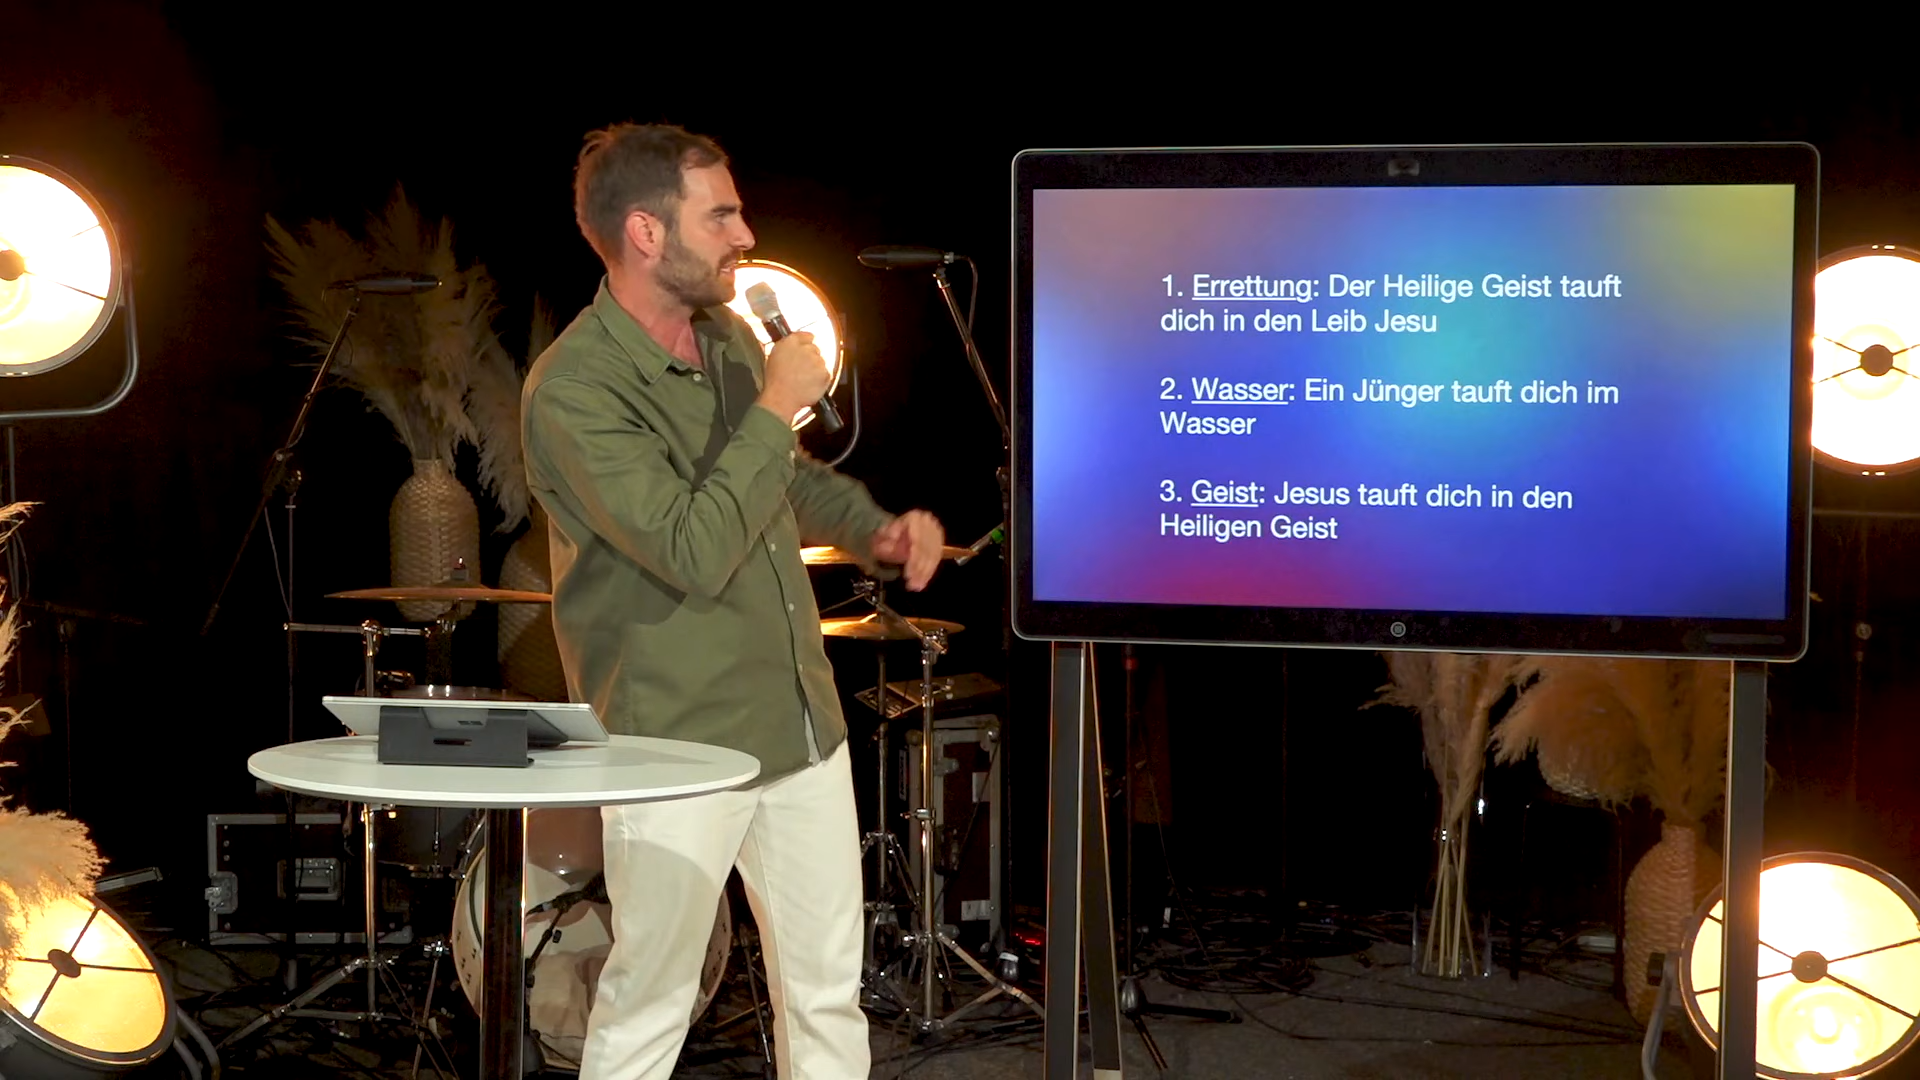 1. Errettung: Der Heilige Geist tauft
dich in den Leib Jesu
2. Wasser: Ein Jünger tauft dich im
Wasser
3. Geist: Jesus tauft dich in den
Heiligen Geist